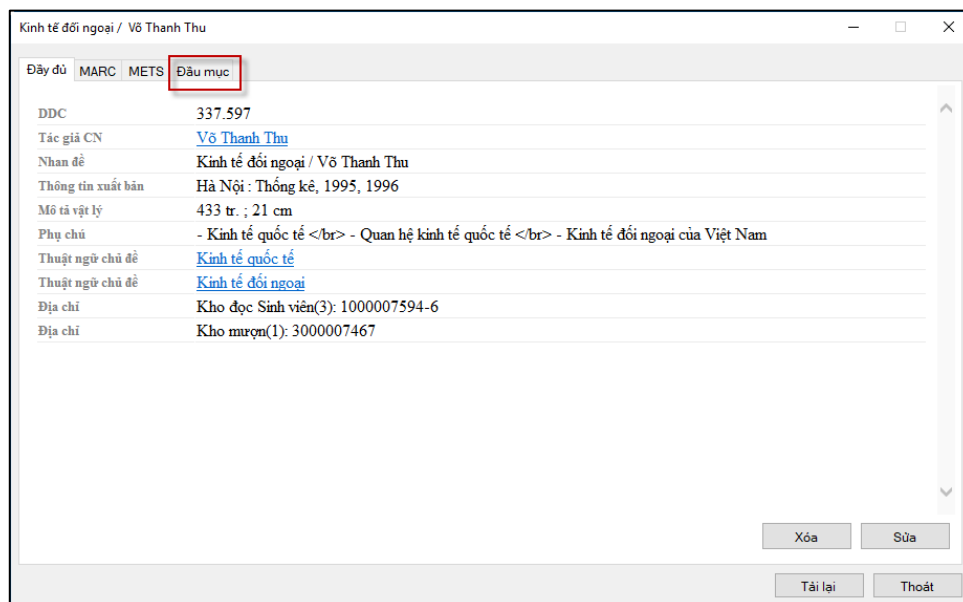 Kinh tế đối ngoại / Võ Thanh Thu
Đầy đủ MARC METS Đầu mục
DDC 337.597
Tác giả CN Võ Thanh Thu
Nhan đề Kinh tế đối ngoại / Võ Thanh Thu
Thông tin xuất bản Hà Nội : Thống kê, 1995, 1996
Mô tả vật lý 433 tr. ; 21 cm
Phụ chú - Kinh tế quốc tế </br> - Quan hệ kinh tế quốc tế </br> - Kinh tế đối ngoại của Việt Nam
Thuật ngữ chủ đề Kinh tế quốc tế
Thuật ngữ chủ đề Kinh tế đối ngoại
Địa chỉ Kho đọc Sinh viên(3): 1000007594-6
Địa chỉ Kho mượn(1): 3000007467
Xóa Sửa
Tải lại Thoát